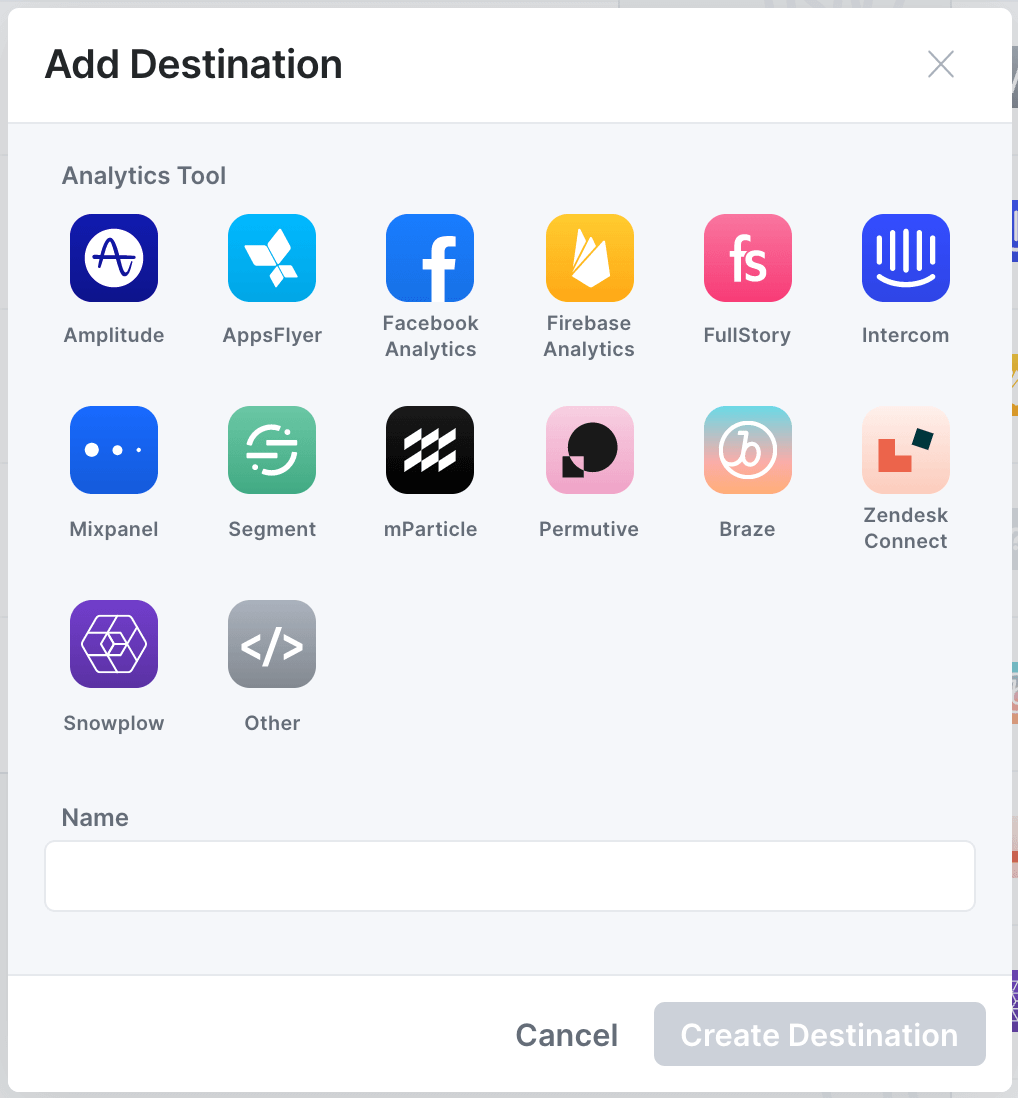 Add Destination
Analytics Tool
Amplitude
AppsFlyer
Facebook
Analytics
Firebase
Analytics
FullStory
Intercom
Mixpanel
Segment
mParticle
Permutive
Braze
Zendesk
Connect
Snowplow
Other
Name
Cancel
Create Destination